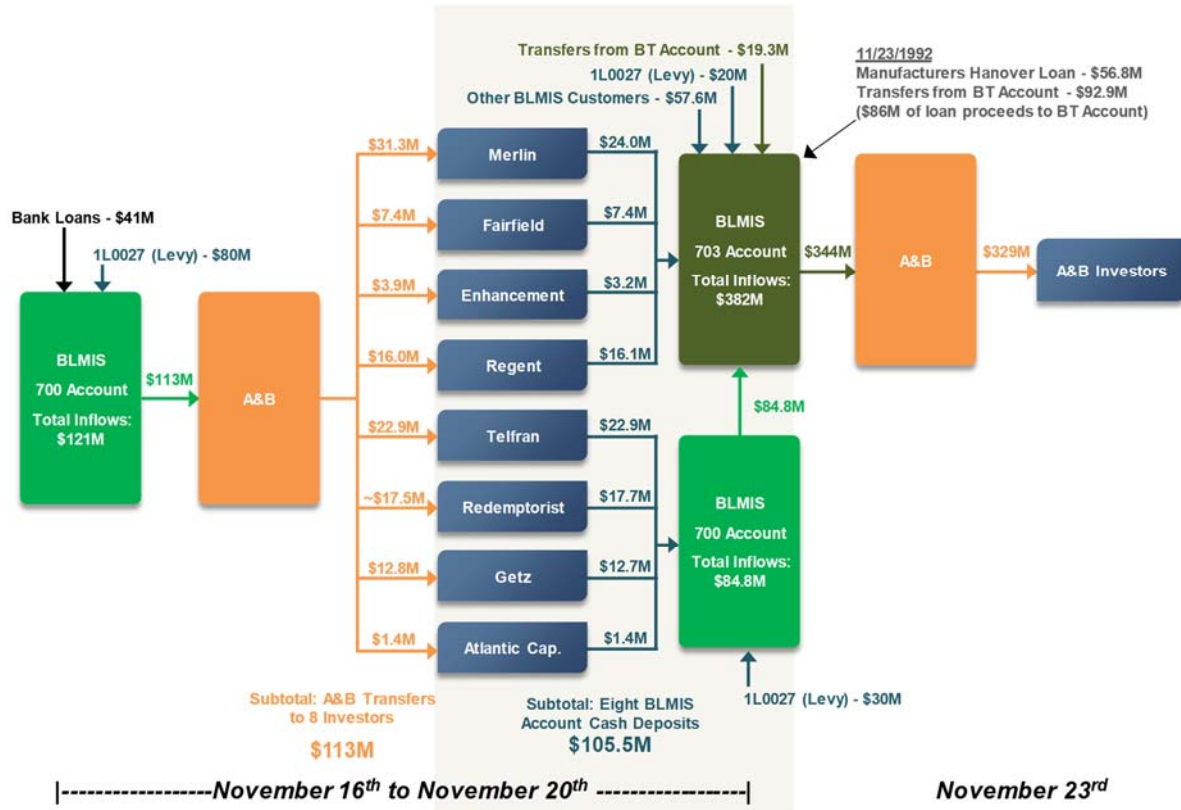 Transfers from BT Account - $19.3M
1L0027 (Levy) - $20M
Other BLMIS Customers - $57.6M
11/23/1992
Manufacturers Hanover Loan - $56.8M
Transfers from BT Account - $92.9M
($86M of loan proceeds to BT Account)
Bank Loans - $41M
1L0027 (Levy) - $80M
BLMIS
700 Account
Total Inflows:
$121M
$113M
A&B
$31.3M
Merlin
$24.0M
$7.4M
Fairfield
$7.4M
$3.9M
Enhancement
$3.2M
$16.0M
Regent
$16.1M
$22.9M
Telfran
$22.9M
~$17.5M
Redemptorist
$17.7M
$12.8M
Getz
$12.7M
$1.4M
Atlantic Cap.
$1.4M
BLMIS
703 Account
Total Inflows:
$382M
$344M
A&B
$329M
A&B Investors
$84.8M
BLMIS
700 Account
Total Inflows:
$84.8M
1L0027 (Levy) - $30M
Subtotal: A&B Transfers
to 8 Investors
$113M
Subtotal: Eight BLMIS
Account Cash Deposits
$105.5M
|------------------November 16th to November 20th ------------------|
November 23rd